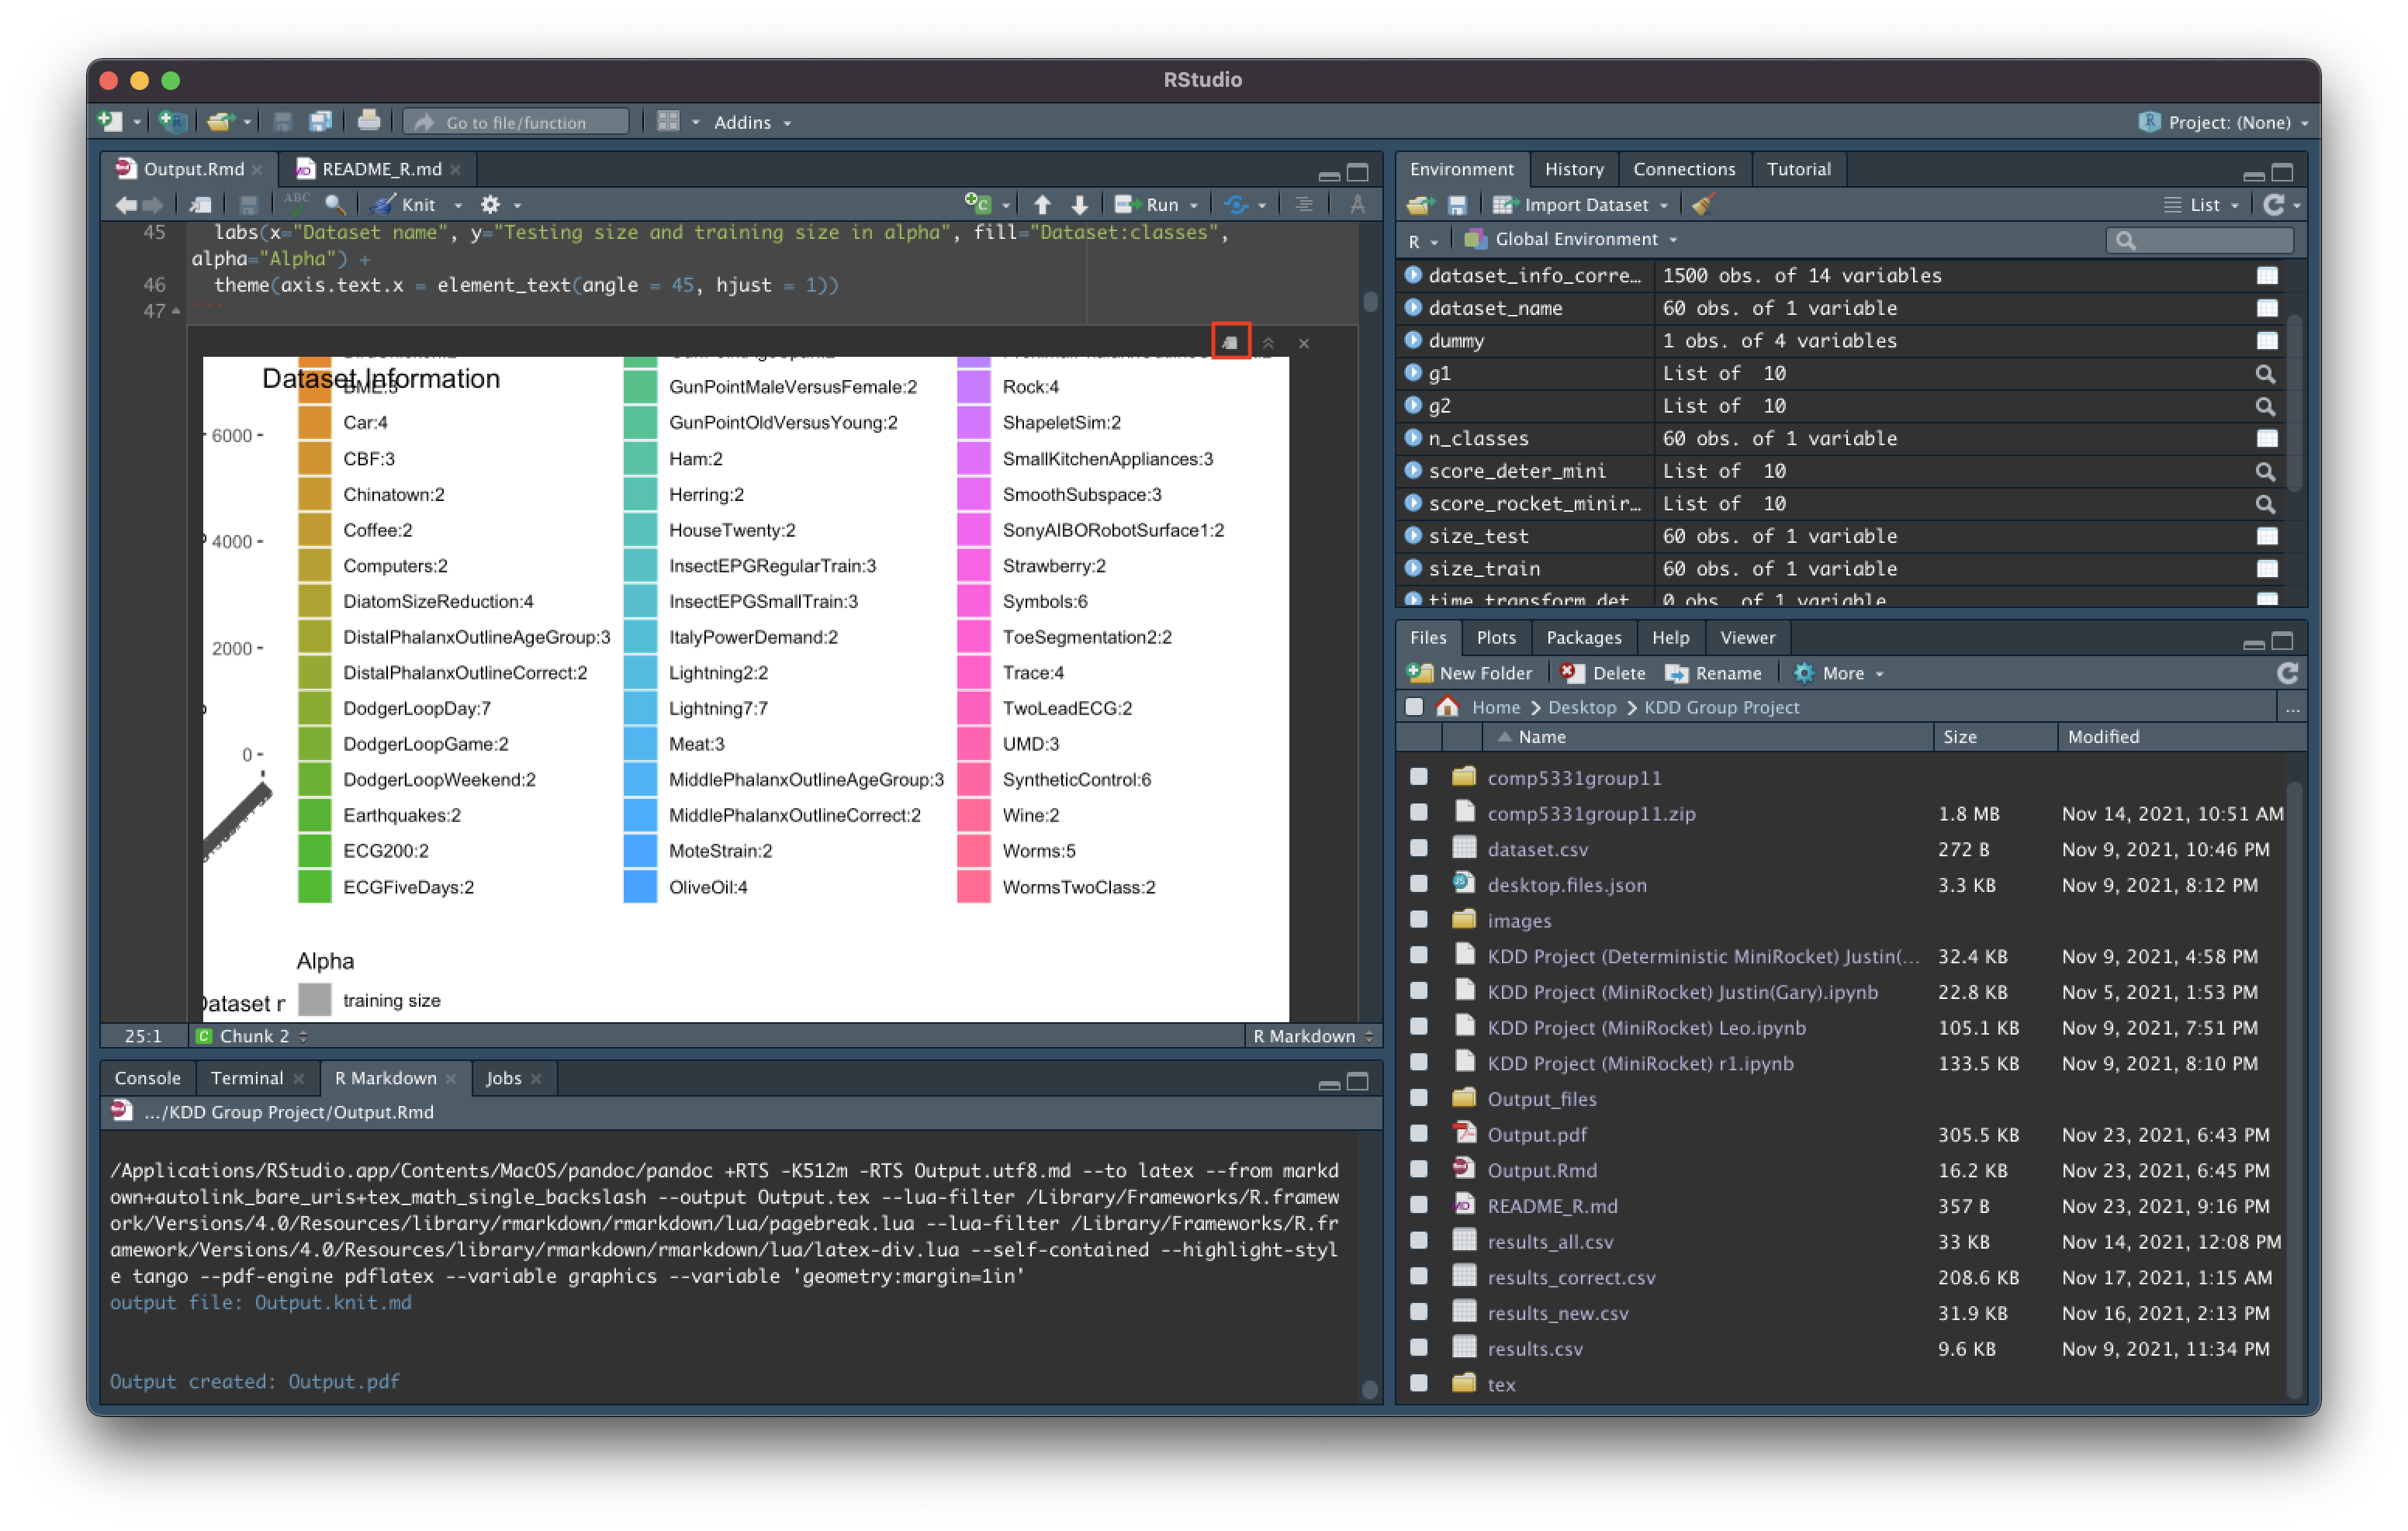 RStudio
Go to file/function
Addins
Project: (None)
Output.Rmd
README_R.md
ABC
Knit
Run
45 labs(x="Dataset name", y="Testing size and training size in alpha", fill="Dataset:classes",
alpha="Alpha") +
46 theme(axis.text.x = element_text(angle = 45, hjust = 1))
47 ```
Dataset Information
6000
4000
2000
0
BME:3
Car:4
CBF:3
Chinatown:2
Coffee:2
Computers:2
DiatomSizeReduction:4
DistalPhalanxOutlineAgeGroup:3
DistalPhalanxOutlineCorrect:2
DodgerLoopDay:7
DodgerLoopGame:2
DodgerLoopWeekend:2
Earthquakes:2
ECG200:2
ECGFiveDays:2
GunPointMaleVersusFemale:2
GunPointOldVersusYoung:2
Ham:2
Herring:2
HouseTwenty:2
InsectEPGRegularTrain:3
InsectEPGSmallTrain:3
ItalyPowerDemand:2
Lightning2:2
Lightning7:7
Meat:3
MiddlePhalanxOutlineAgeGroup:3
MiddlePhalanxOutlineCorrect:2
MoteStrain:2
OliveOil:4
Rock:4
ShapeletSim:2
SmallKitchenAppliances:3
SmoothSubspace:3
SonyAIBORobotSurface1:2
Strawberry:2
Symbols:6
ToeSegmentation2:2
Trace:4
TwoLeadECG:2
UMD:3
SyntheticControl:6
Wine:2
Worms:5
WormsTwoClass:2
Alpha
training size
Dataset r
25:1
C Chunk 2
R Markdown
Console
Terminal
R Markdown
Jobs
.../KDD Group Project/Output.Rmd
/Applications/RStudio.app/Contents/MacOS/pandoc/pandoc +RTS -K512m -RTS Output.utf8.md --to latex --from markd
own+autolink_bare_uris+tex_math_single_backslash --output Output.tex --lua-filter /Library/Frameworks/R.framew
ork/Versions/4.0/Resources/library/rmarkdown/rmarkdown/lua/pagebreak.lua --lua-filter /Library/Frameworks/R.fr
amework/Versions/4.0/Resources/library/rmarkdown/rmarkdown/lua/latex-div.lua --self-contained --highlight-styl
e tango --pdf-engine pdflatex --variable graphics --variable 'geometry:margin=1in'
output file: Output.knit.md
Output created: Output.pdf
Environment
History
Connections
Tutorial
Import Dataset
List
R
Global Environment
dataset_info_corre… 1500 obs. of 14 variables
dataset_name 60 obs. of 1 variable
dummy 1 obs. of 4 variables
g1 List of 10
g2 List of 10
n_classes 60 obs. of 1 variable
score_deter_mini List of 10
score_rocket_minir… List of 10
size_test 60 obs. of 1 variable
size_train 60 obs. of 1 variable
time_transform_det 0 obs. of 1 variable
Files
Plots
Packages
Help
Viewer
New Folder
Delete
Rename
More
Home
Desktop
KDD Group Project
...
Name Size Modified
comp5331group11
comp5331group11.zip 1.8 MB Nov 14, 2021, 10:51 AM
dataset.csv 272 B Nov 9, 2021, 10:46 PM
desktop.files.json 3.3 KB Nov 9, 2021, 8:12 PM
images
KDD Project (Deterministic MiniRocket) Justin(... 32.4 KB Nov 9, 2021, 4:58 PM
KDD Project (MiniRocket) Justin(Gary).ipynb 22.8 KB Nov 5, 2021, 1:53 PM
KDD Project (MiniRocket) Leo.ipynb 105.1 KB Nov 9, 2021, 7:51 PM
KDD Project (MiniRocket) r1.ipynb 133.5 KB Nov 9, 2021, 8:10 PM
Output_files
Output.pdf 305.5 KB Nov 23, 2021, 6:43 PM
Output.Rmd 16.2 KB Nov 23, 2021, 6:45 PM
README_R.md 357 B Nov 23, 2021, 9:16 PM
results_all.csv 33 KB Nov 14, 2021, 12:08 PM
results_correct.csv 208.6 KB Nov 17, 2021, 1:15 AM
results_new.csv 31.9 KB Nov 16, 2021, 2:13 PM
results.csv 9.6 KB Nov 9, 2021, 11:34 PM
tex